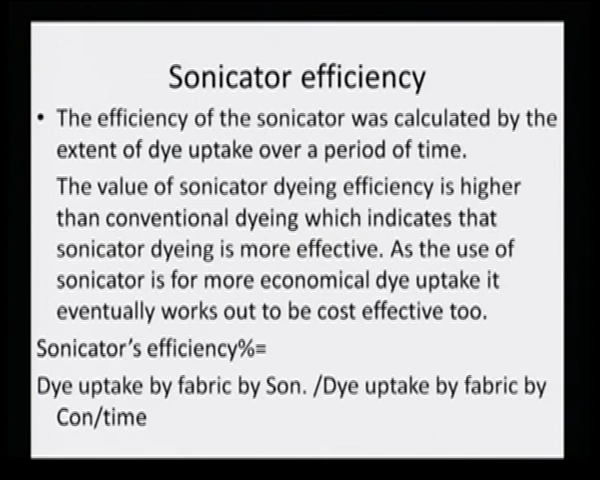 Sonicator efficiency
• The efficiency of the sonicator was calculated by the
extent of dye uptake over a period of time.
The value of sonicator dyeing efficiency is higher
than conventional dyeing which indicates that
sonicator dyeing is more effective. As the use of
sonicator is for more economical dye uptake it
eventually works out to be cost effective too.
Sonicator’s efficiency%=
Dye uptake by fabric by Son. /Dye uptake by fabric by
Con/time